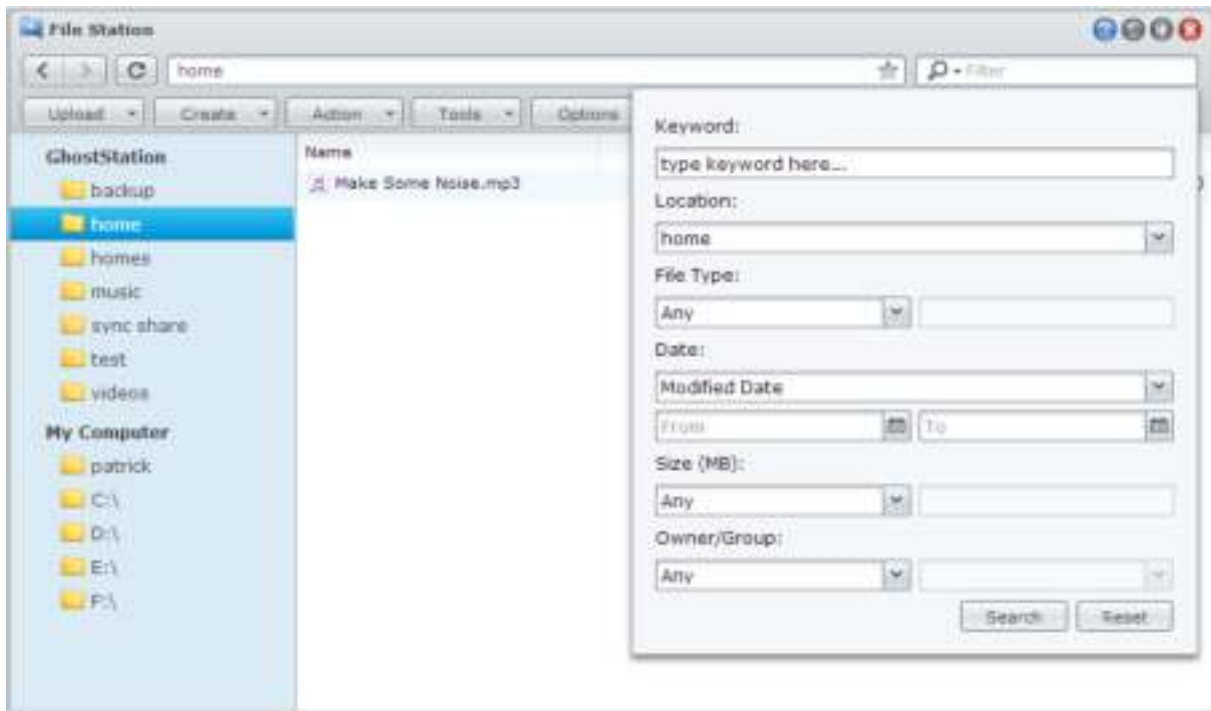 File Station
home
Filter
Upload Create Action Tools Options
GhostStation
backup
home
homes
music
sync share
test
videos
My Computer
patrick
C:\
D:\
E:\
F:\
Name
Make Some Noise.mp3
Keyword:
type keyword here...
Location:
home
File Type:
Any
Date:
Modified Date
From To
Size (MB):
Any
Owner/Group:
Any
Search Reset